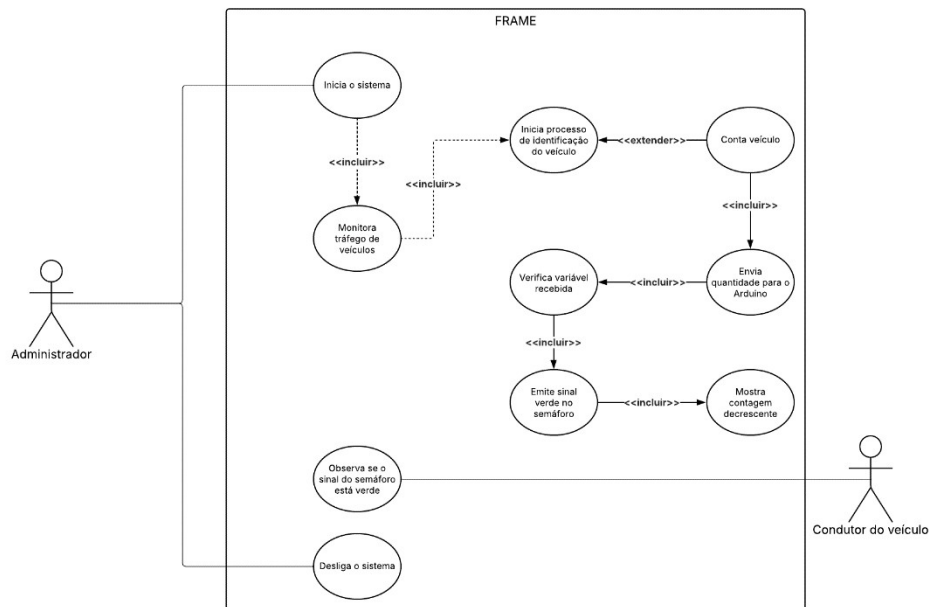 FRAME
Inicia o sistema
<<incluir>>
Monitora
tráfego de
veículos
<<incluir>>
Inicia processo
de identificação
do veículo
<<extender>>
Conta veículo
<<incluir>>
Envia
quantidade para o
Arduino
<<incluir>>
Verifica variável
recebida
<<incluir>>
Emite sinal
verde no
semáforo
<<incluir>>
Mostra
contagem
decrescente
Administrador
Observa se o
sinal do semáforo
está verde
Condutor do veículo
Desliga o sistema